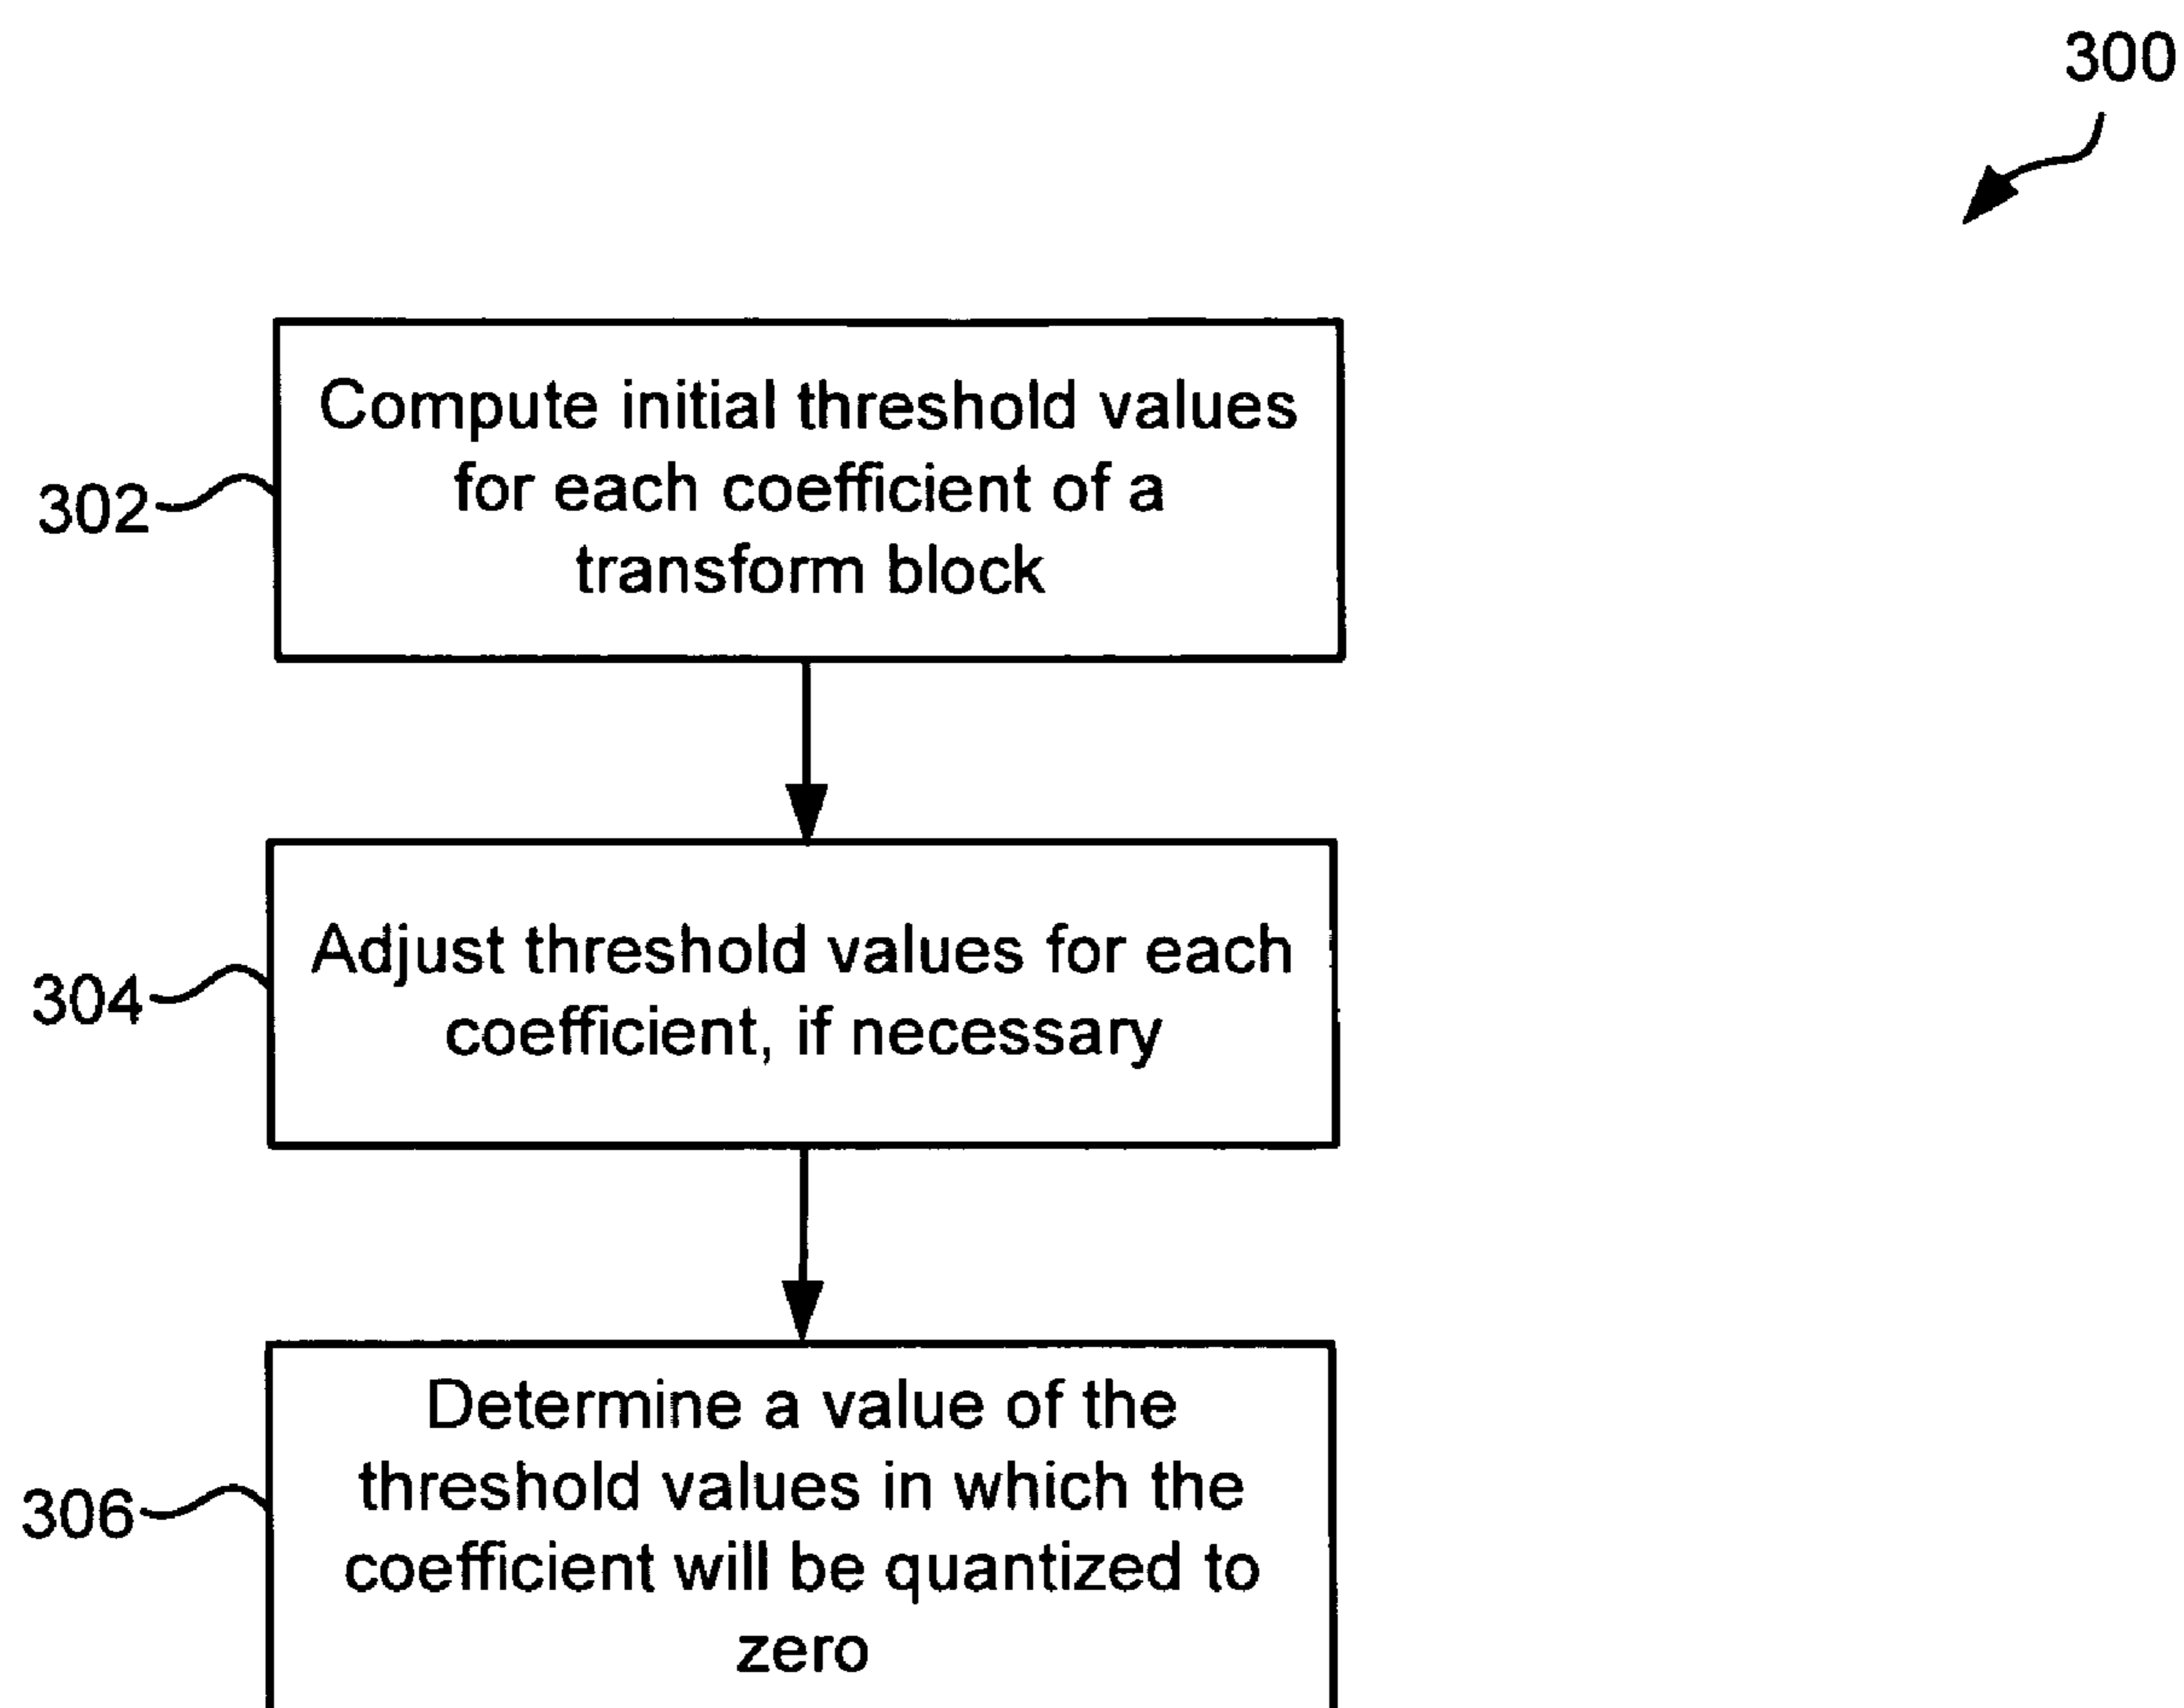 300
Compute initial threshold values
for each coefficient of a
transform block
302
Adjust threshold values for each
coefficient, if necessary
304
Determine a value of the
threshold values in which the
coefficient will be quantized to
zero
306